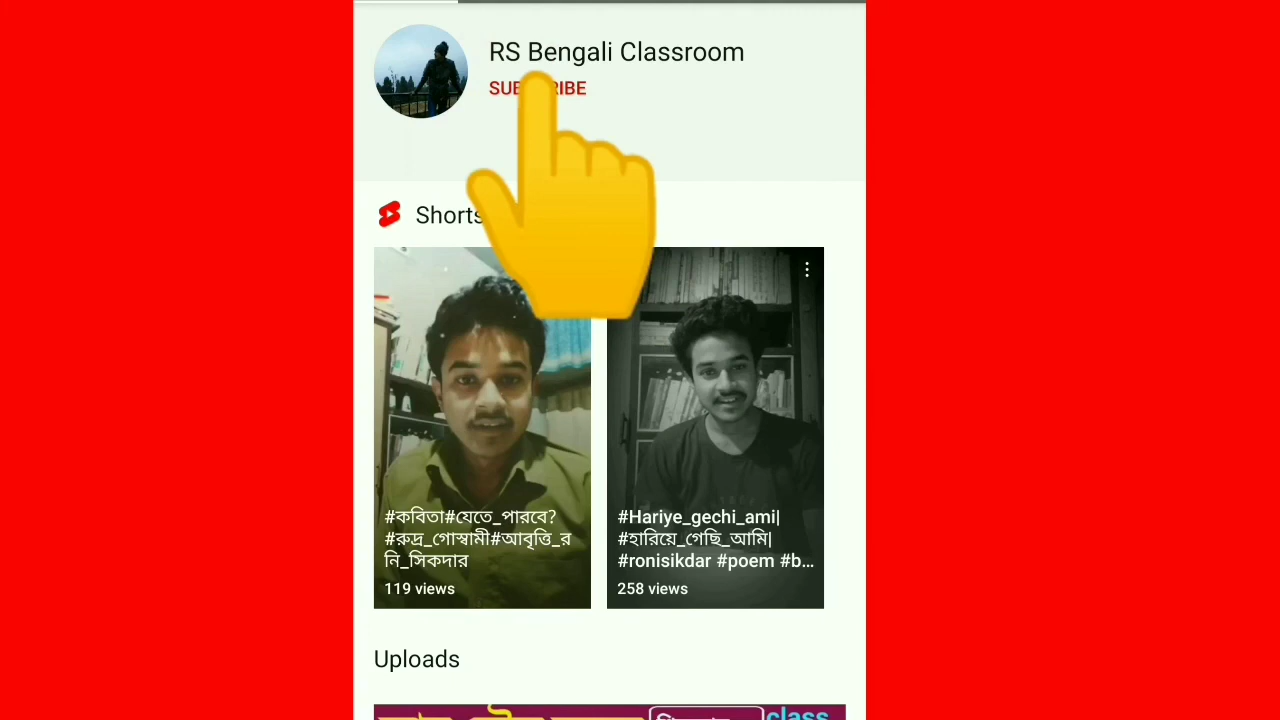 RS Bengali Classroom
Shorts
#কবিতা#যেতে_পারবে?
#রুদ্র_গোস্বামী#আবৃত্তি_র
নি_সিকদার
119 views
#Hariye_gechi_ami|
#হারিয়ে_গেছি_আমি|
#ronisikdar #poem #b...
258 views
Uploads
class